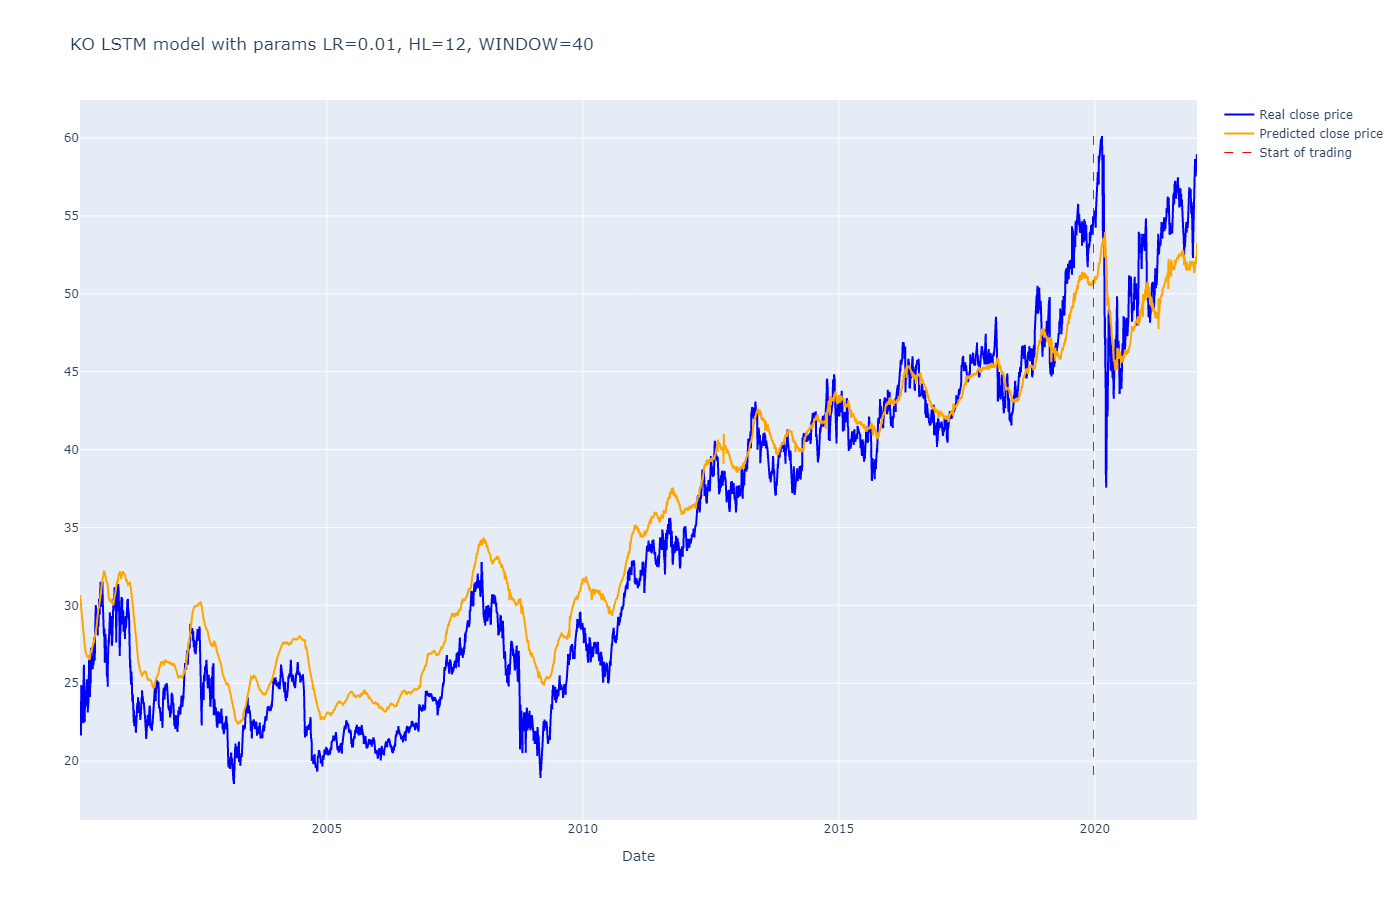 KO LSTM model with params LR=0.01, HL=12, WINDOW=40
Real close price
Predicted close price
Start of trading
60
55
50
45
40
35
30
25
20
2005
2010
2015
2020
Date